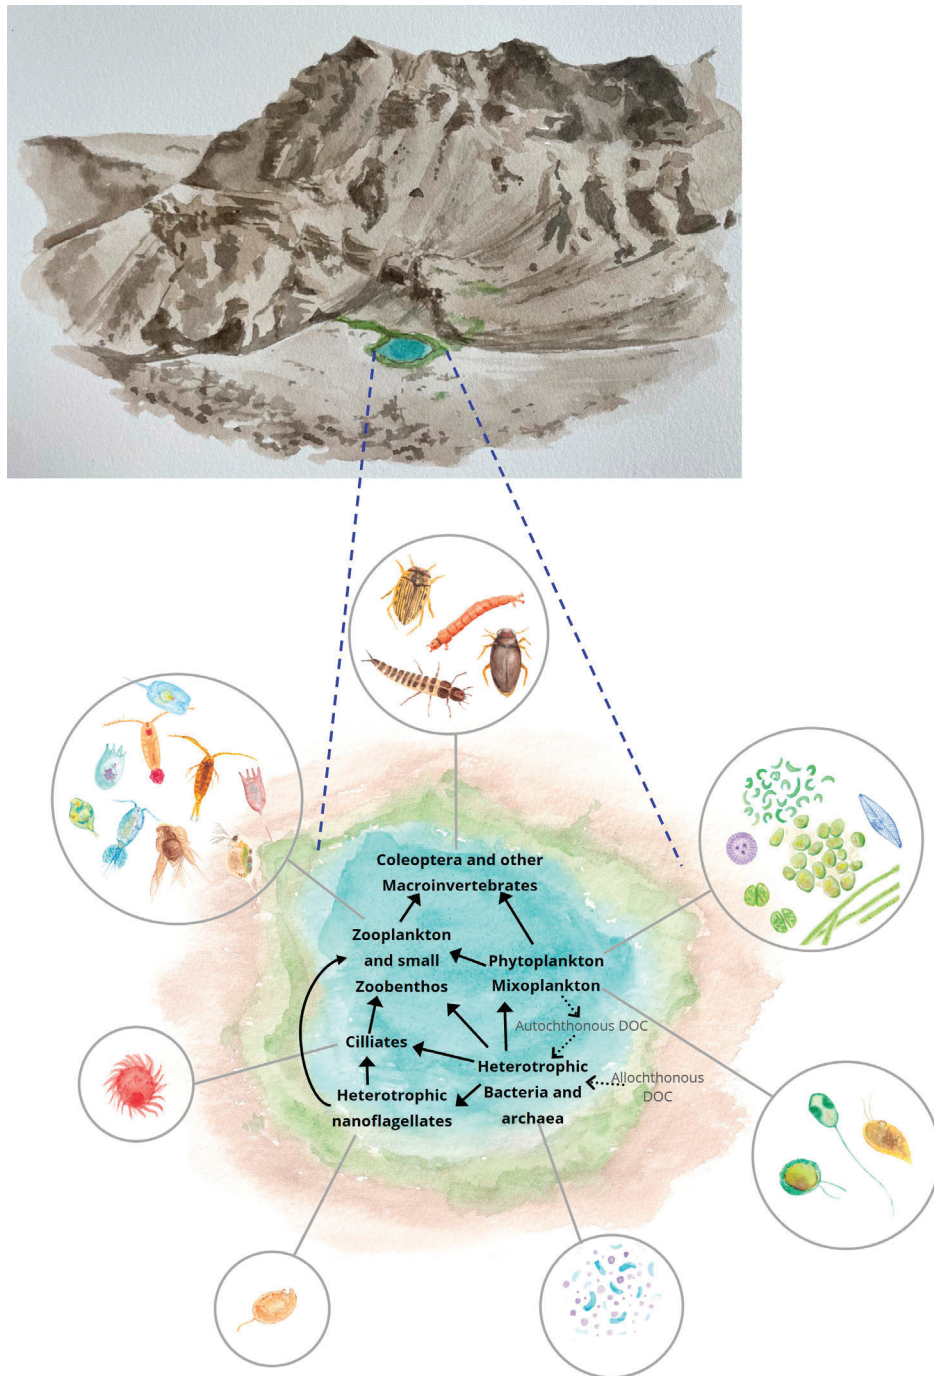 Coleoptera and other
Macroinvertebrates
Zooplankton
and small
Zoobenthos
Phytoplankton
Mixoplankton
Autochthonous DOC
Cilliates
Heterotrophic
Bacteria and
archaea
Allochthonous
DOC
Heterotrophic
nanoflagellates